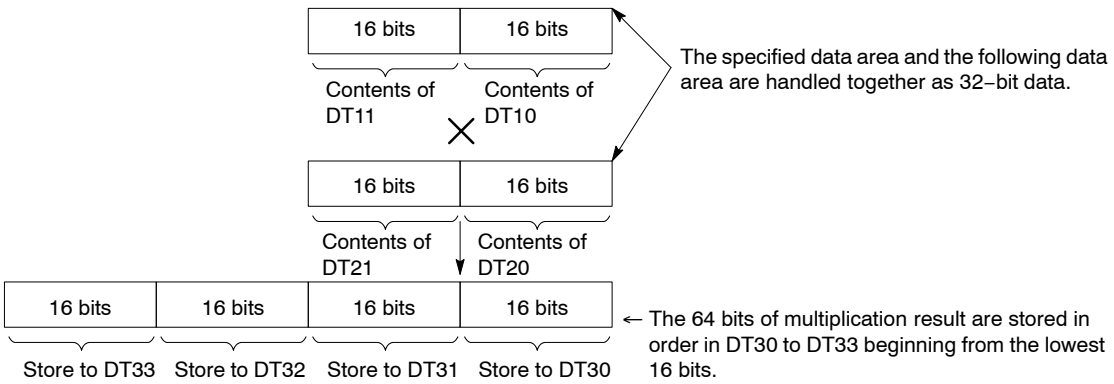 16 bits 16 bits
The specified data area and the following data
area are handled together as 32−bit data.
Contents of Contents of
DT11 DT10
16 bits 16 bits
Contents of Contents of
DT21 DT20
16 bits 16 bits 16 bits 16 bits
← The 64 bits of multiplication result are stored in
order in DT30 to DT33 beginning from the lowest
16 bits.
Store to DT33 Store to DT32 Store to DT31 Store to DT30